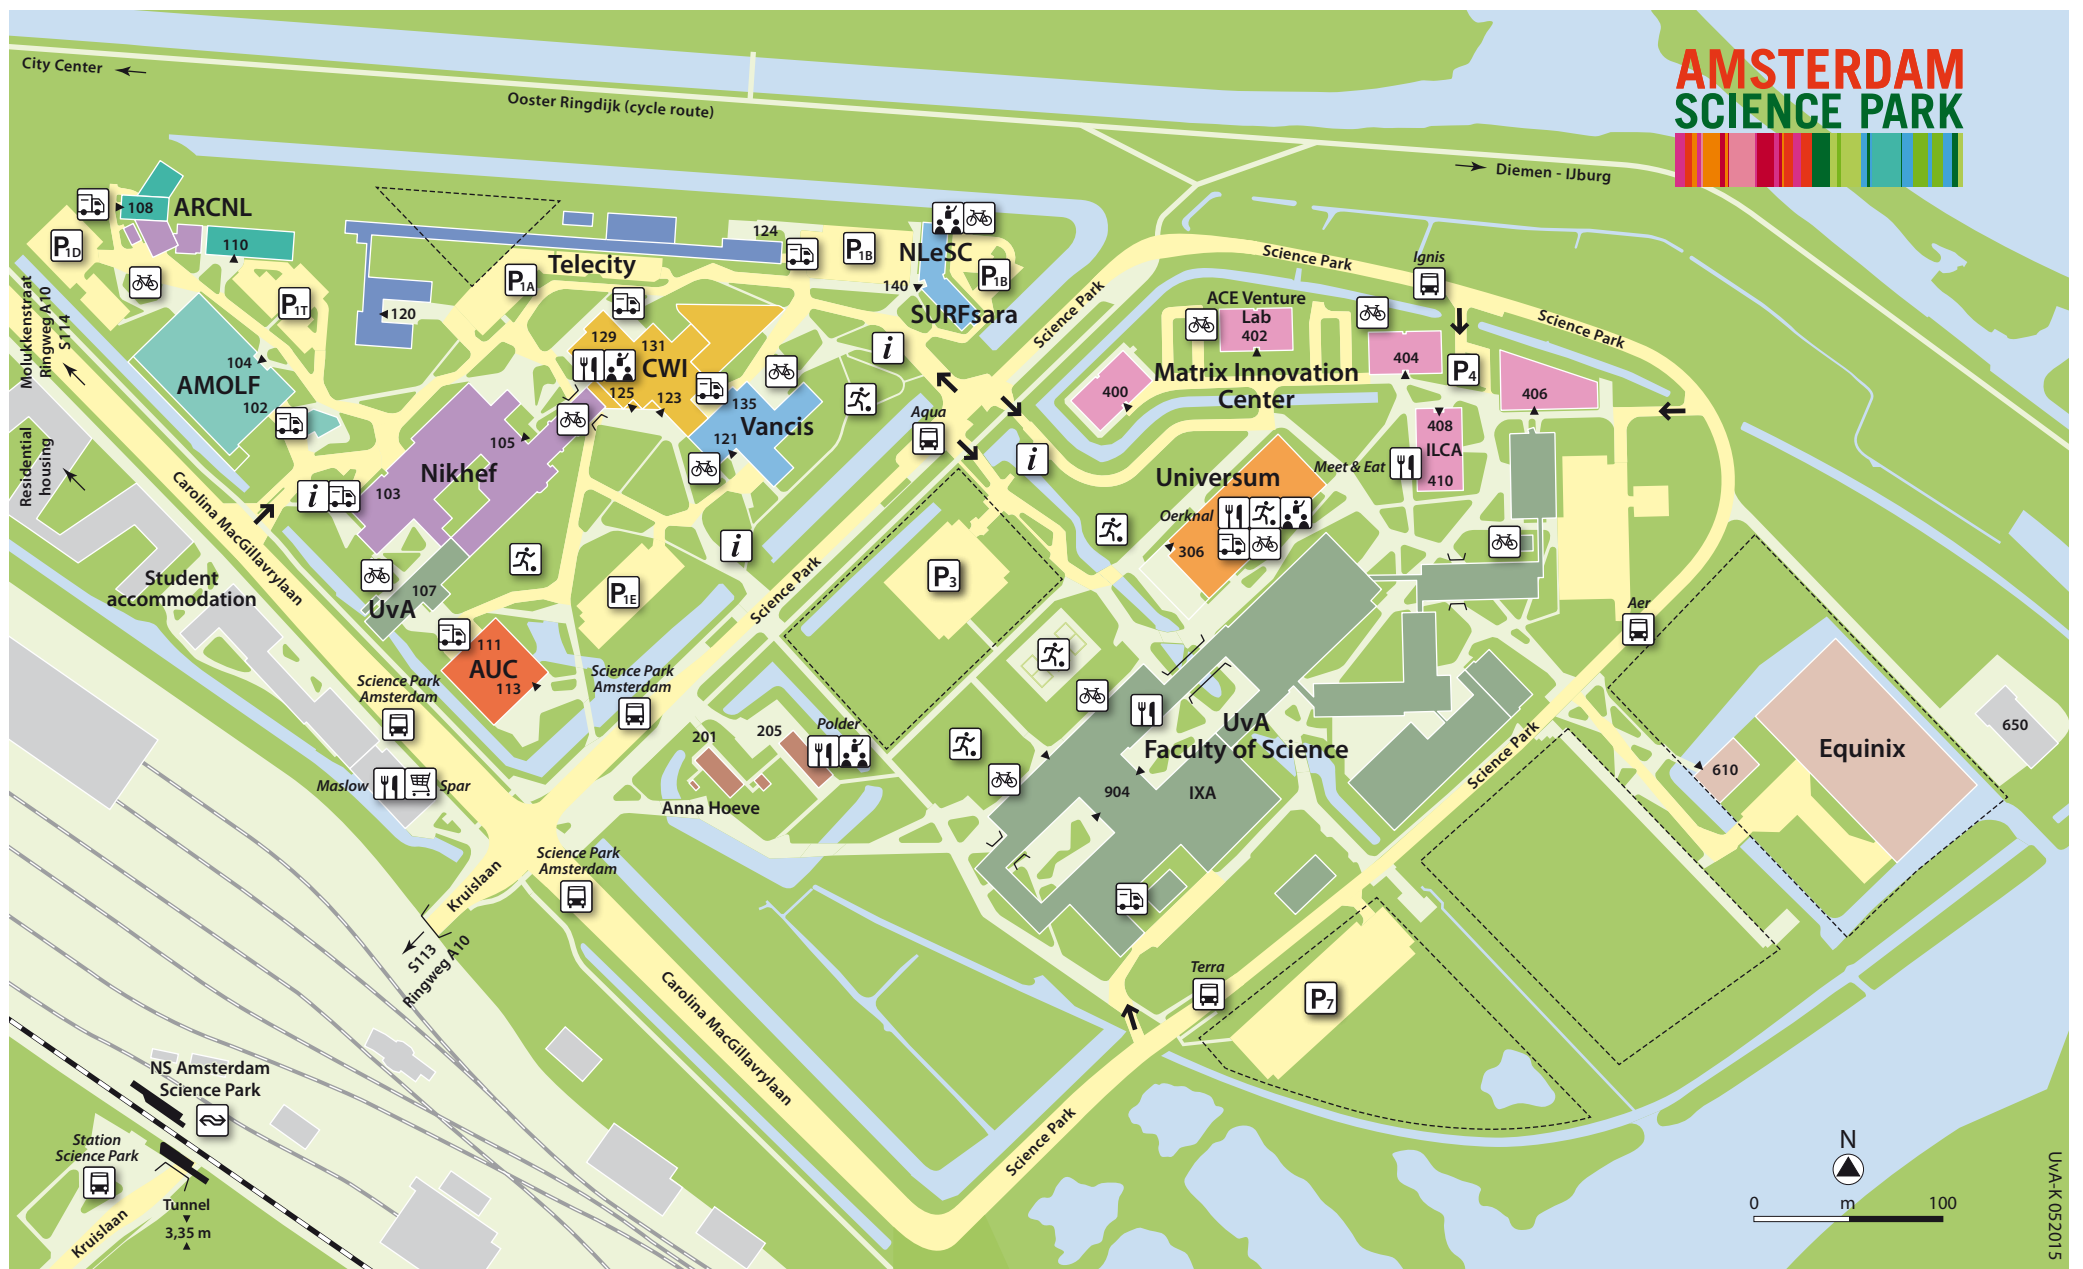 AMSTERDAM
SCIENCE PARK
City Center
Ooster Ringdijk (cycle route)
Diemen - IJburg
108
ARCNL
110
P1D
P1T
Molukkenstraat
Ringweg A10
S114
120
Telecity
P1A
124
P1B
NLeSC
140
P1B
SURFsara
Science Park
Science Park
Ignis
Science Park
ACE Venture
Lab
402
404
P4
406
400
Matrix Innovation
Center
408
ILCA
410
Meet & Eat
129
131
CWI
125
123
135
Vancis
121
i
Aqua
i
104
AMOLF
102
105
Nikhef
103
i
Residential
housing
Carolina MacGillavrylaan
Student
accommodation
107
UvA
111
AUC
113
P1E
i
Science Park
P3
Universum
Oerknal
306
Aer
Science Park
Amsterdam
Science Park
Amsterdam
201
205
Polder
Anna Hoeve
Maslow
Spar
UvA
Faculty of Science
904
IXA
Science Park
Equinix
610
650
Science Park
Amsterdam
Kruislaan
S113
Ringweg A10
Carolina MacGillavrylaan
Terra
P7
Science Park
NS Amsterdam
Science Park
Station
Science Park
Tunnel
3,35 m
Kruislaan
N
0 m 100
UvA-K 052015